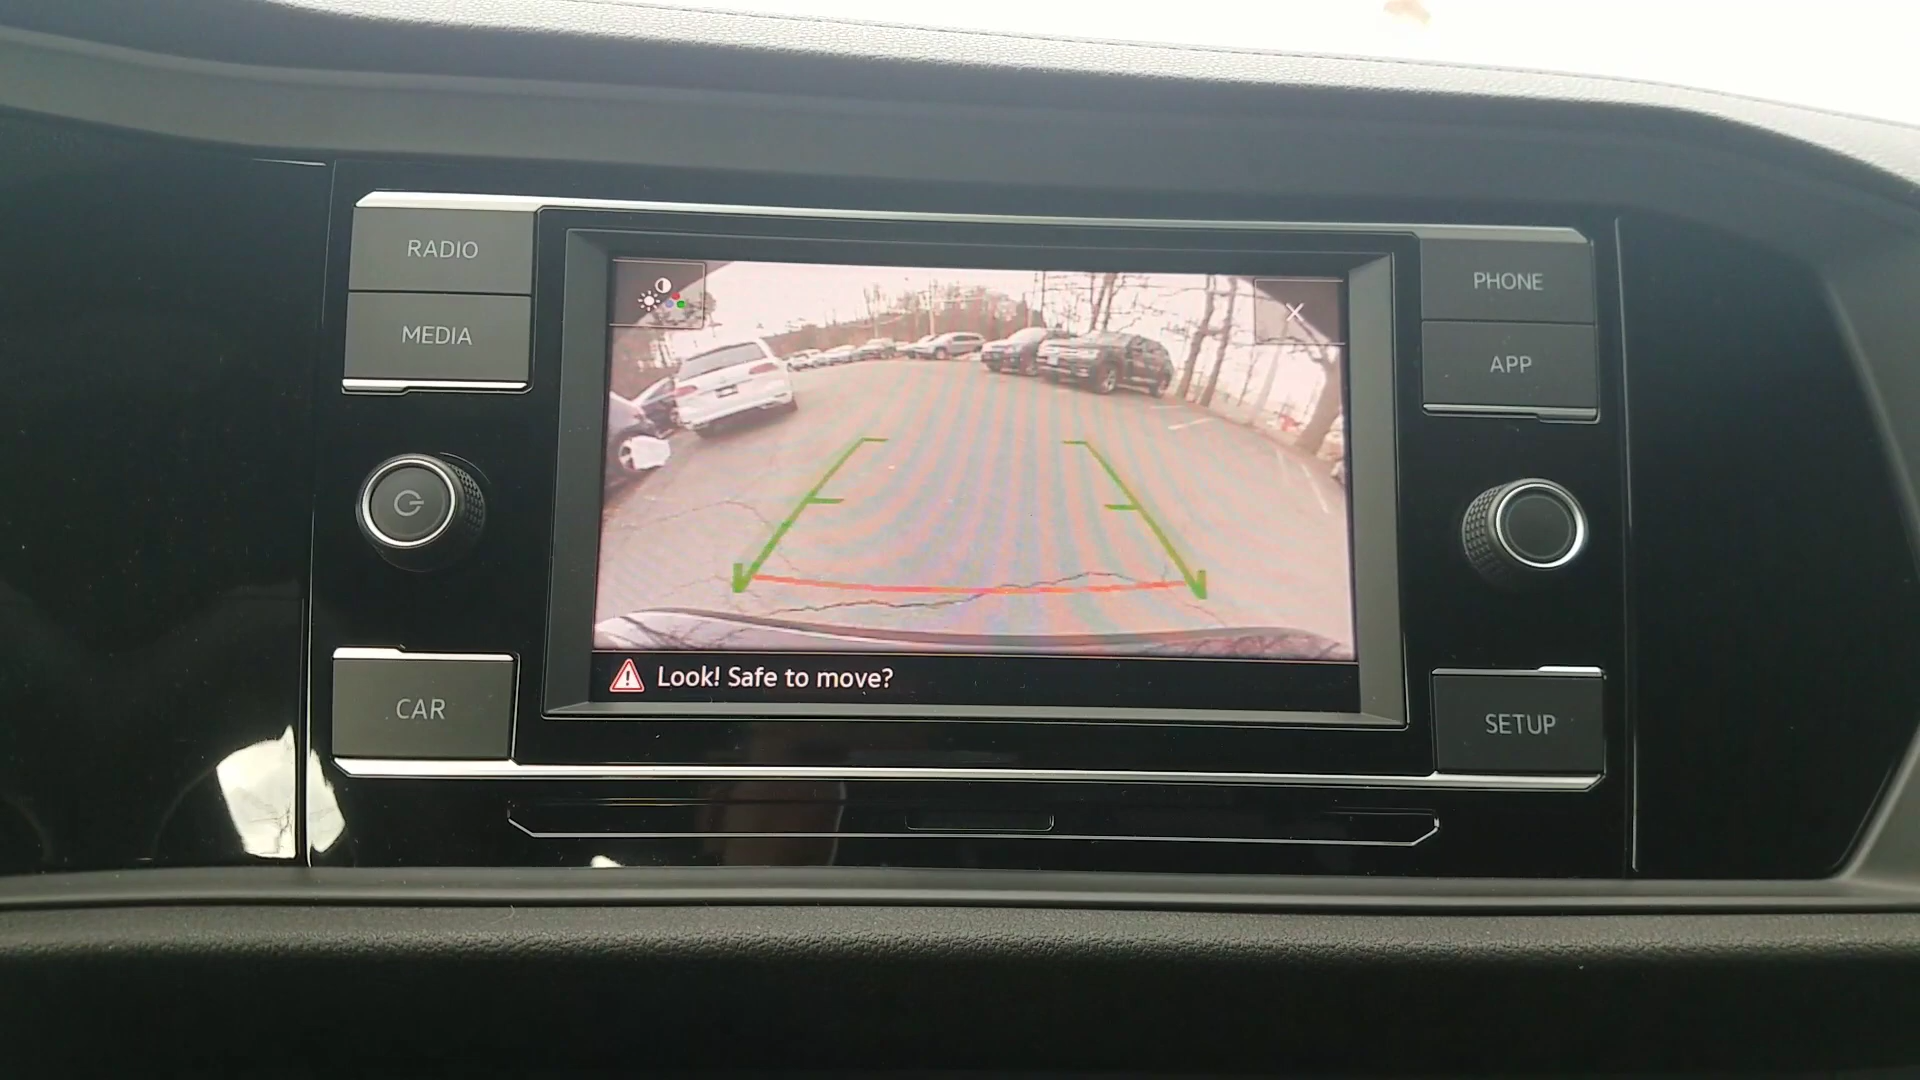 RADIO
MEDIA
PHONE
APP
Look! Safe to move?
CAR
SETUP